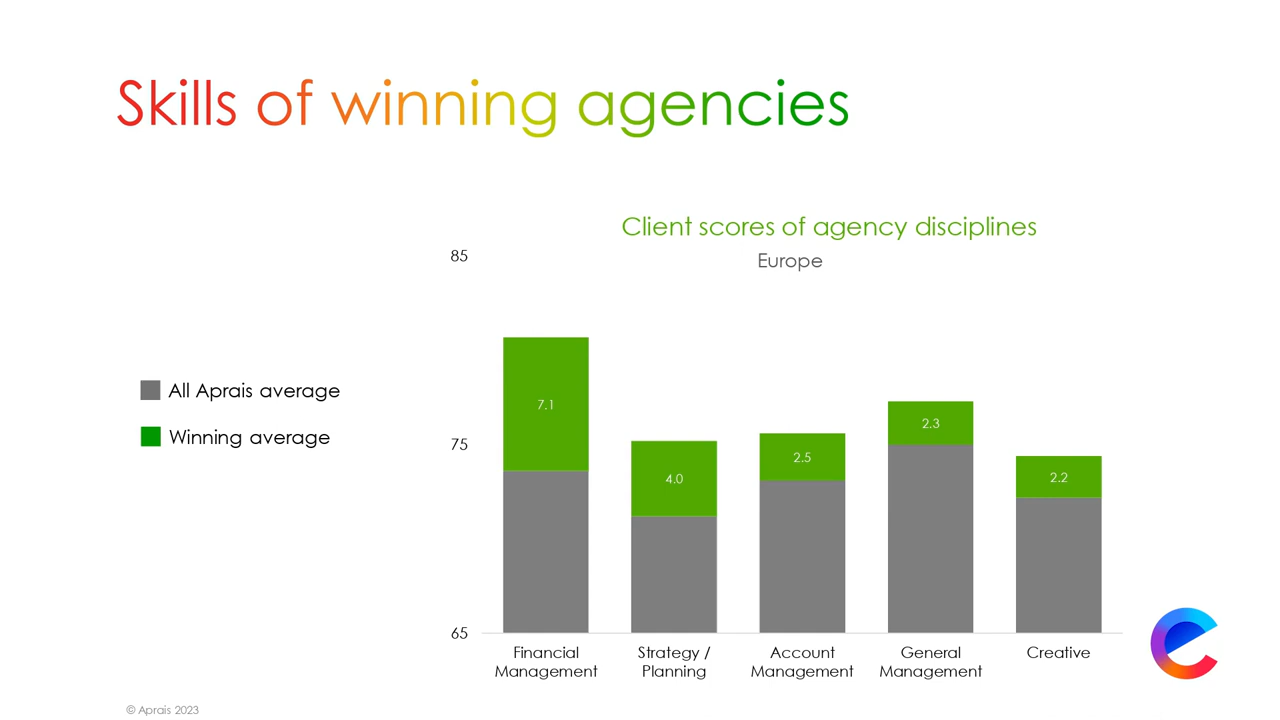 Skills of winning agencies
Client scores of agency disciplines
Europe
85
75
65
All Aprais average
Winning average
7.1
4.0
2.5
2.3
2.2
Financial
Management
Strategy /
Planning
Account
Management
General
Management
Creative
© Aprais 2023